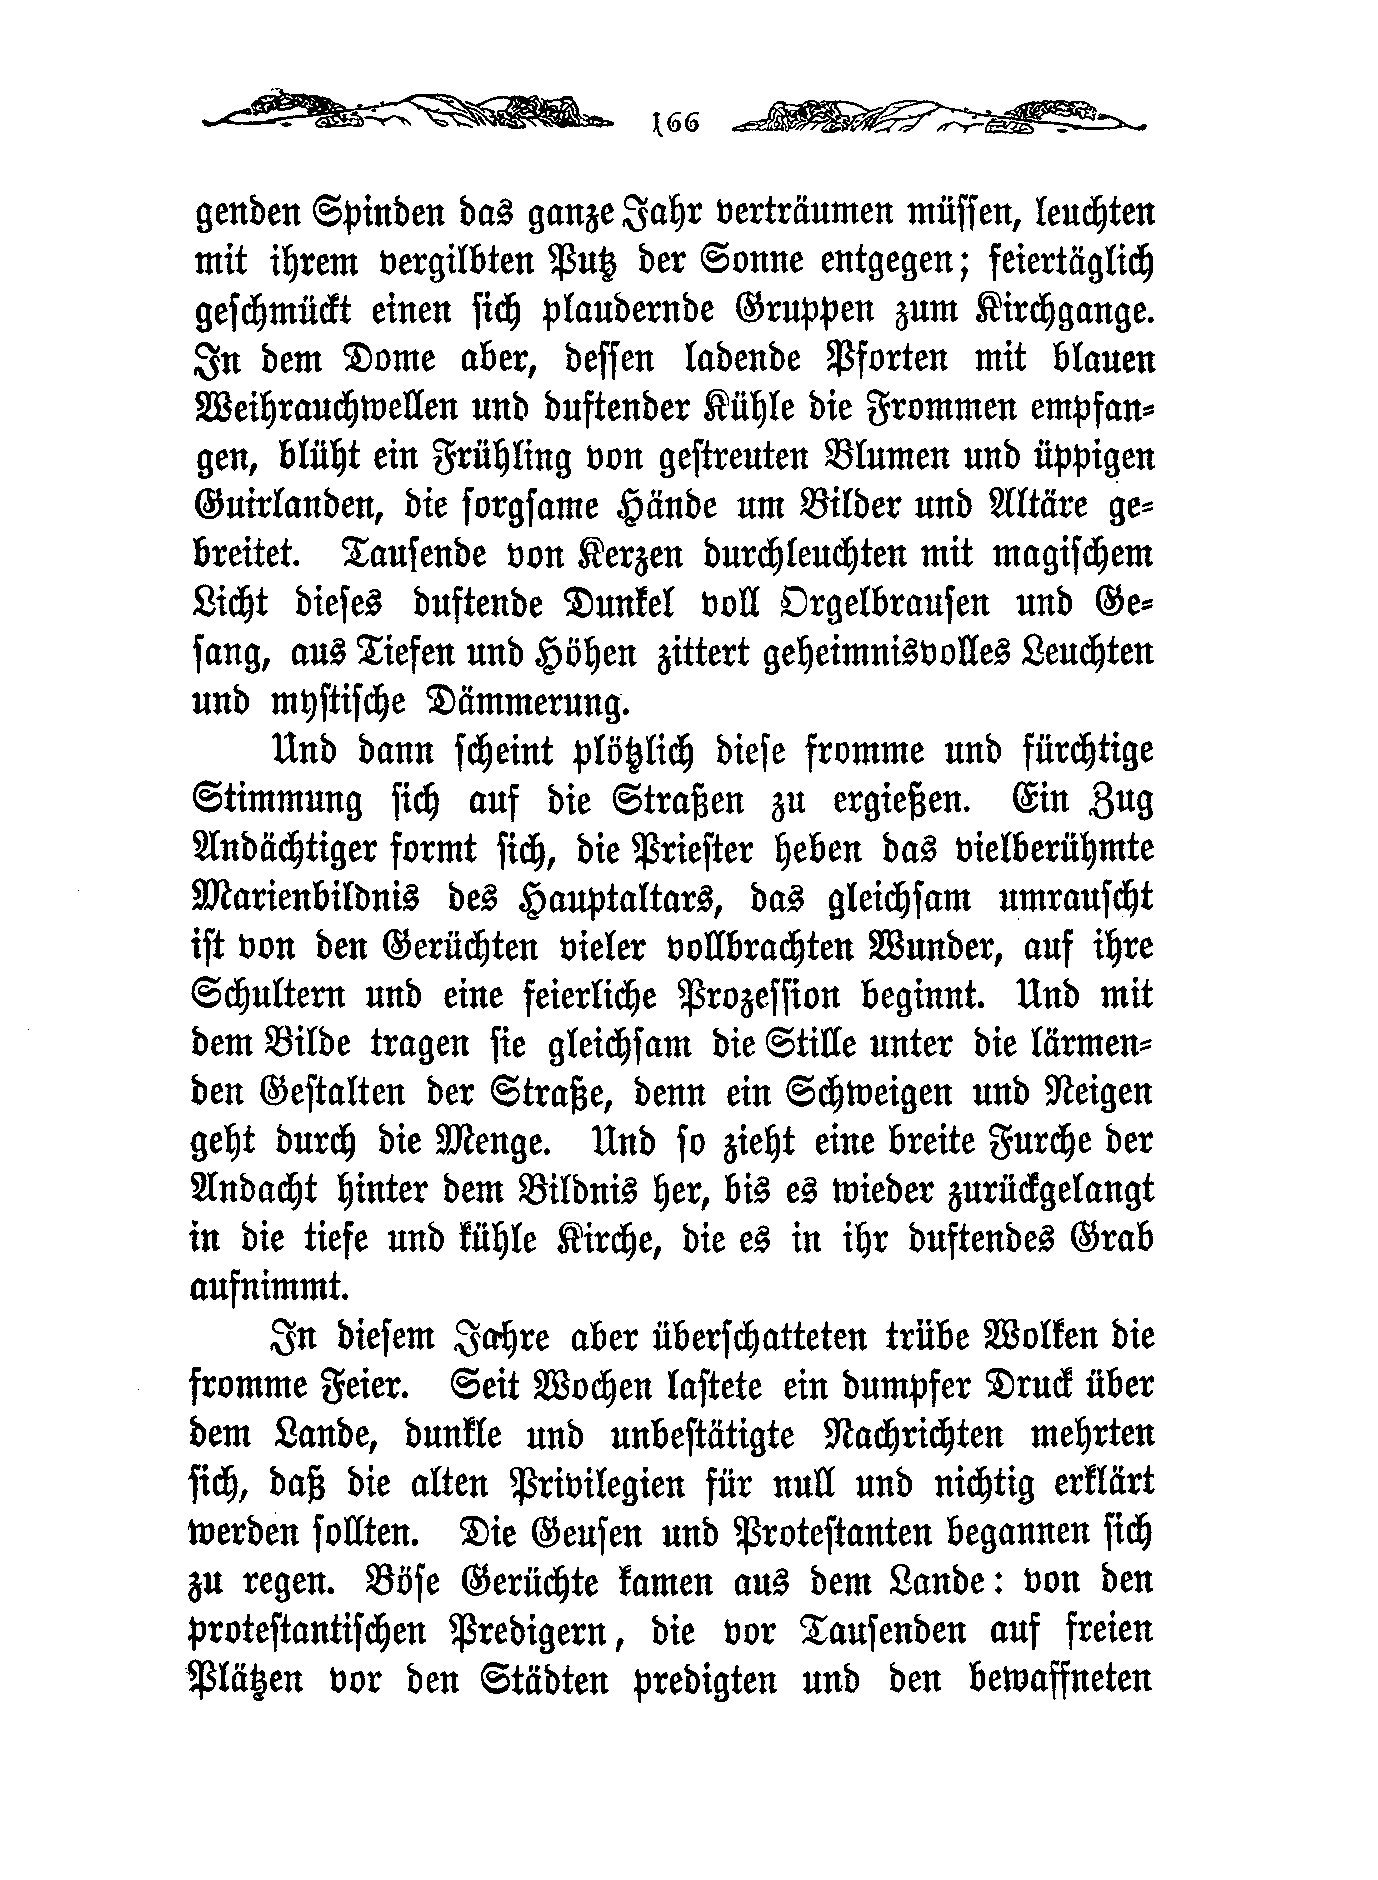 166
genden Spinden das ganze Jahr verträumen müssen, leuchten
mit ihrem vergilbten Putz der Sonne entgegen; feiertäglich
geschmückt einen sich plaudernde Gruppen zum Kirchgange.
In dem Dome aber, dessen ladende Pforten mit blauen
Weihrauchwellen und duftender Kühle die Frommen empfan-
gen, blüht ein Frühling von gestreuten Blumen und üppigen
Guirlanden, die sorgsame Hände um Bilder und Altäre ge-
breitet. Tausende von Kerzen durchleuchten mit magischem
Licht dieses duftende Dunkel voll Orgelbrausen und Ge-
sang, aus Tiefen und Höhen zittert geheimnisvolles Leuchten
und mystische Dämmerung.
Und dann scheint plötzlich diese fromme und fürchtige
Stimmung sich auf die Straßen zu ergießen. Ein Zug
Andächtiger formt sich, die Priester heben das vielberühmte
Marienbildnis des Hauptaltars, das gleichsam umrauscht
ist von den Gerüchten vieler vollbrachten Wunder, auf ihre
Schultern und eine feierliche Prozession beginnt. Und mit
dem Bilde tragen sie gleichsam die Stille unter die lärmen-
den Gestalten der Straße, denn ein Schweigen und Neigen
geht durch die Menge. Und so zieht eine breite Furche der
Andacht hinter dem Bildnis her, bis es wieder zurückgelangt
in die tiefe und kühle Kirche, die es in ihr duftendes Grab
aufnimmt.
In diesem Jahre aber überschatteten trübe Wolken die
fromme Feier. Seit Wochen lastete ein dumpfer Druck über
dem Lande, dunkle und unbestätigte Nachrichten mehrten
sich, daß die alten Privilegien für null und nichtig erklärt
werden sollten. Die Geusen und Protestanten begannen sich
zu regen. Böse Gerüchte kamen aus dem Lande: von den
protestantischen Predigern, die vor Tausenden auf freien
Plätzen vor den Städten predigten und den bewaffneten